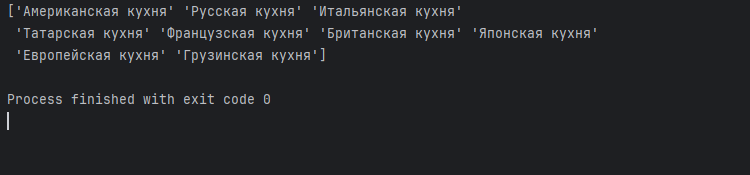 ['Американская кухня' 'Русская кухня' 'Итальянская кухня'
 'Татарская кухня' 'Французская кухня' 'Британская кухня' 'Японская кухня'
 'Европейская кухня' 'Грузинская кухня']
Process finished with exit code 0